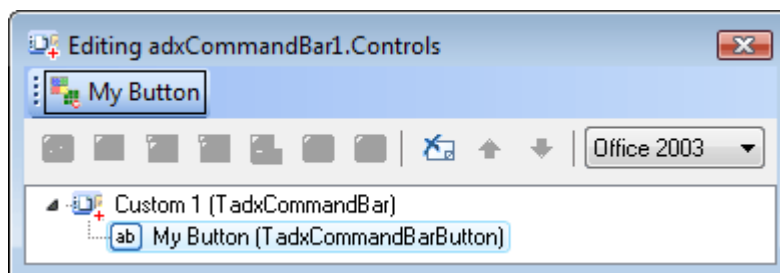 Editing adxCommandBar1.Controls
My Button
Office 2003
Custom 1 (TadxCommandBar)
ab My Button (TadxCommandBarButton)